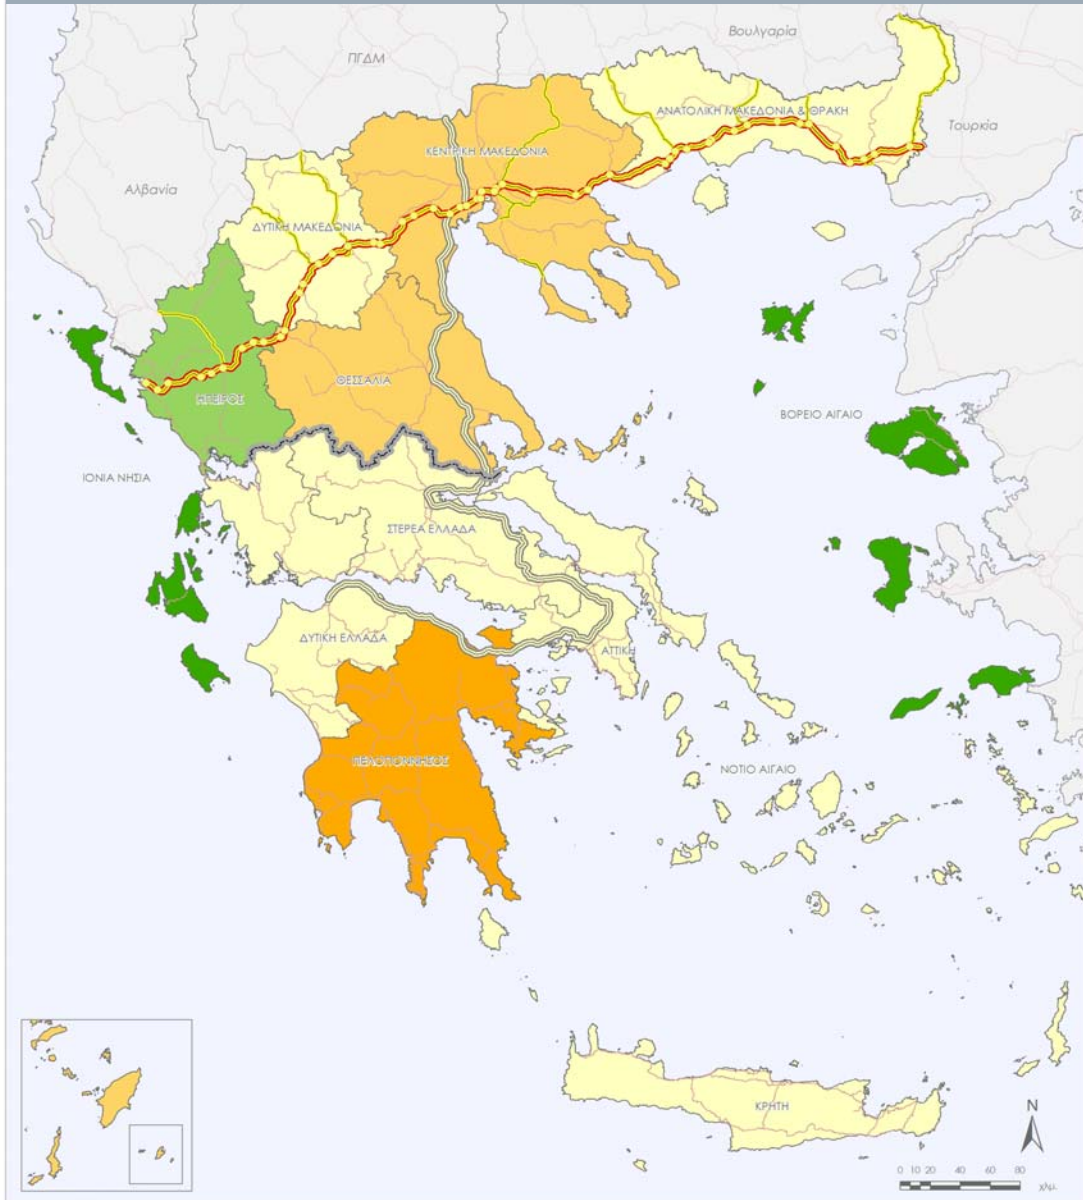 Βουλγαρία
ΠΓΔΜ
ΑΝΑΤΟΛΙΚΗ ΜΑΚΕΔΟΝΙΑ & ΘΡΑΚΗ
Τουρκία
ΚΕΝΤΡΙΚΗ ΜΑΚΕΔΟΝΙΑ
Αλβανία
ΔΥΤΙΚΗ ΜΑΚΕΔΟΝΙΑ
ΘΕΣΣΑΛΙΑ
ΗΠΕΙΡΟΣ
ΒΟΡΕΙΟ ΑΙΓΑΙΟ
ΙΟΝΙΑ ΝΗΣΙΑ
ΣΤΕΡΕΑ ΕΛΛΑΔΑ
ΔΥΤΙΚΗ ΕΛΛΑΔΑ
ΑΤΤΙΚΗ
ΠΕΛΟΠΟΝΝΗΣΟΣ
ΝΟΤΙΟ ΑΙΓΑΙΟ
ΚΡΗΤΗ
N
0 10 20 40 60 80
χλμ.